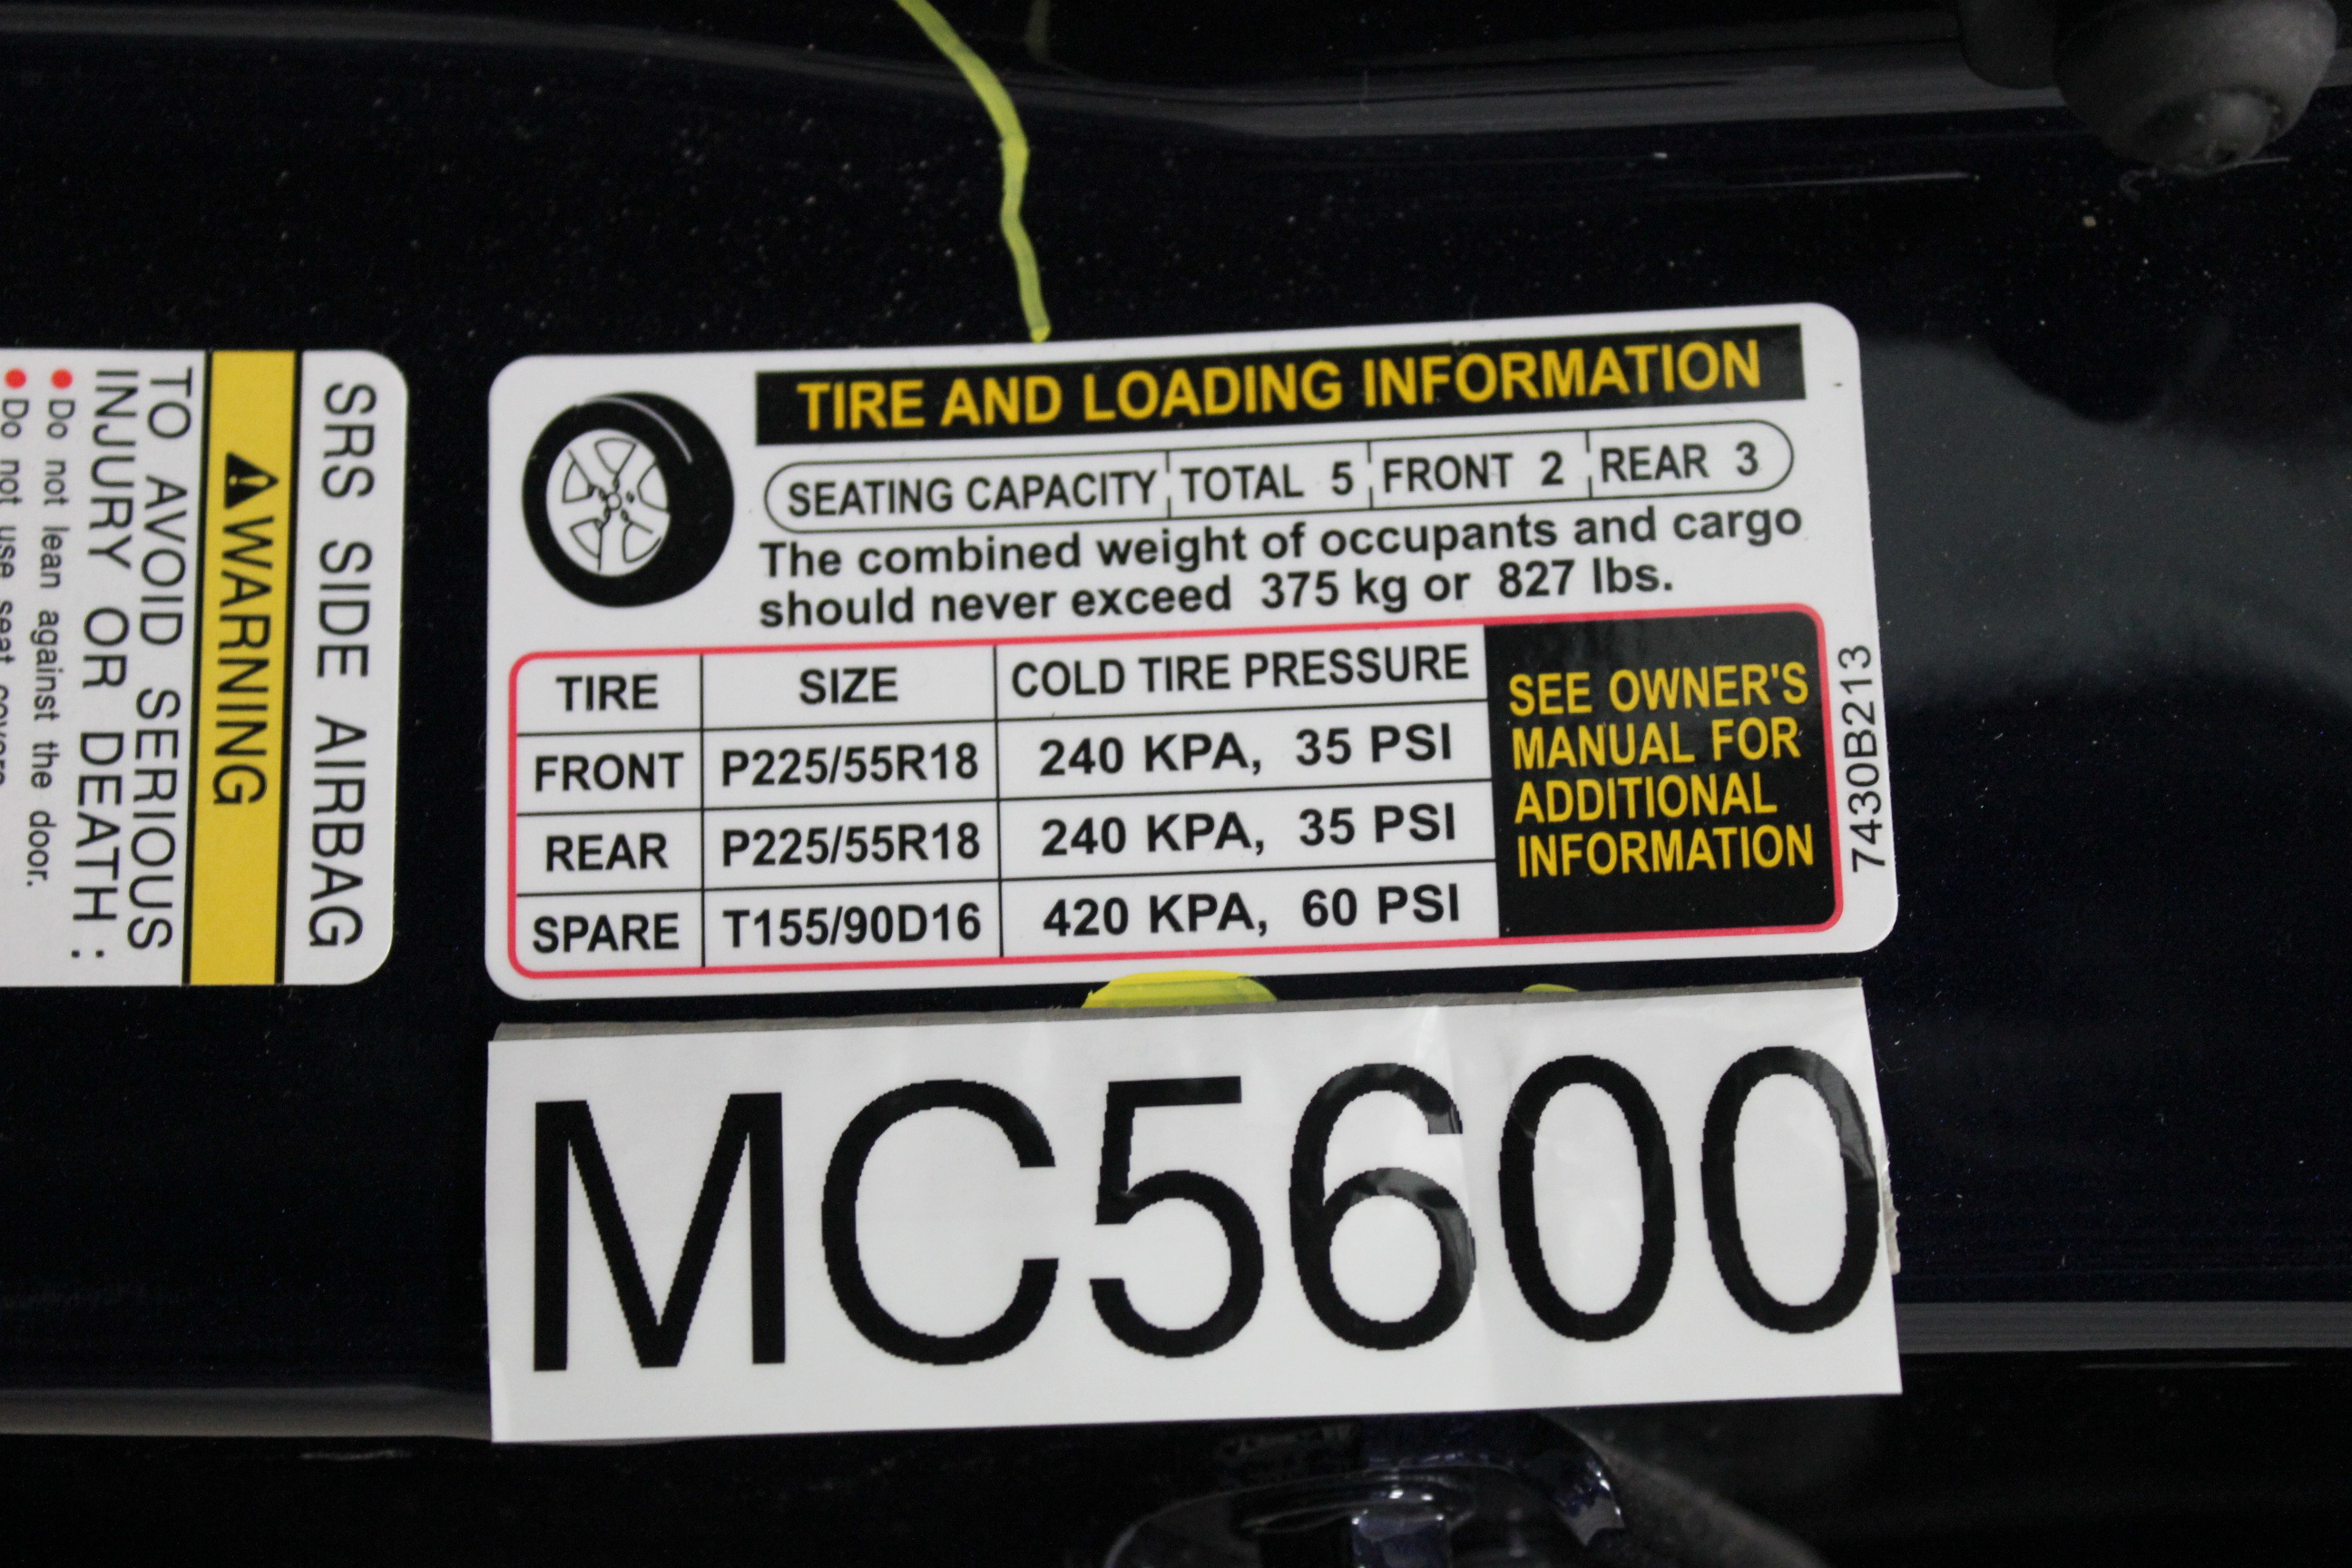 SRS SIDE AIRBAG
WARNING
TO AVOID SERIOUS
INJURY OR DEATH:
● Do not lean against the door.
● Do not use seat
TIRE AND LOADING INFORMATION
SEATING CAPACITY TOTAL 5 FRONT 2 REAR 3
The combined weight of occupants and cargo
should never exceed 375 kg or 827 lbs.
TIRE SIZE COLD TIRE PRESSURE
FRONT P225/55R18 240 KPA, 35 PSI
REAR P225/55R18 240 KPA, 35 PSI
SPARE T155/90D16 420 KPA, 60 PSI
SEE OWNER'S
MANUAL FOR
ADDITIONAL
INFORMATION
7430B213
MC5600